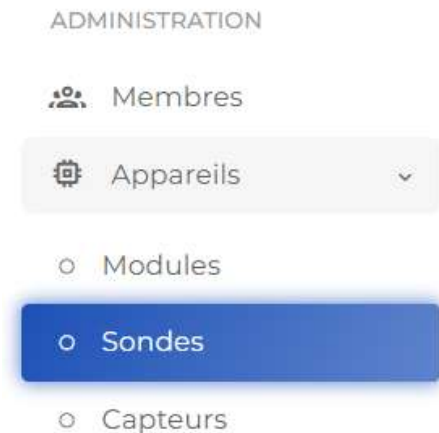 ADMINISTRATION
Membres
Appareils
Modules
Sondes
Capteurs